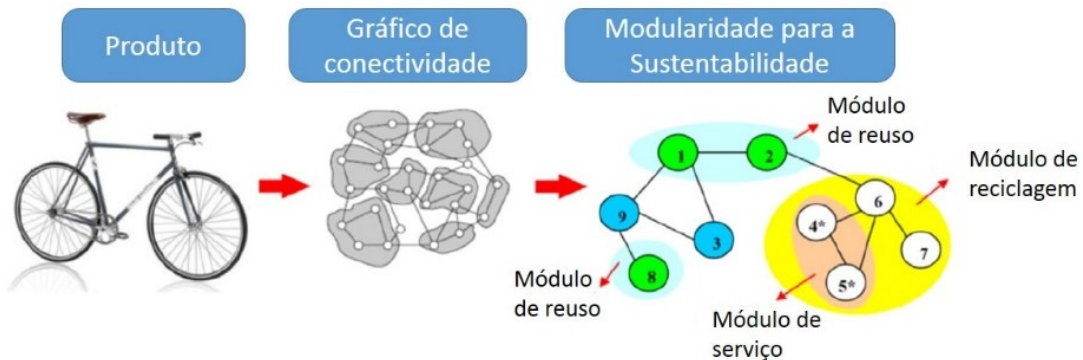 Produto
Gráfico de
conectividade
Modularidade para a
Sustentabilidade
Módulo
de reuso
Módulo de
reciclagem
1
2
6
9
4*
3
7
8
5*
Módulo
de reuso
Módulo de
serviço